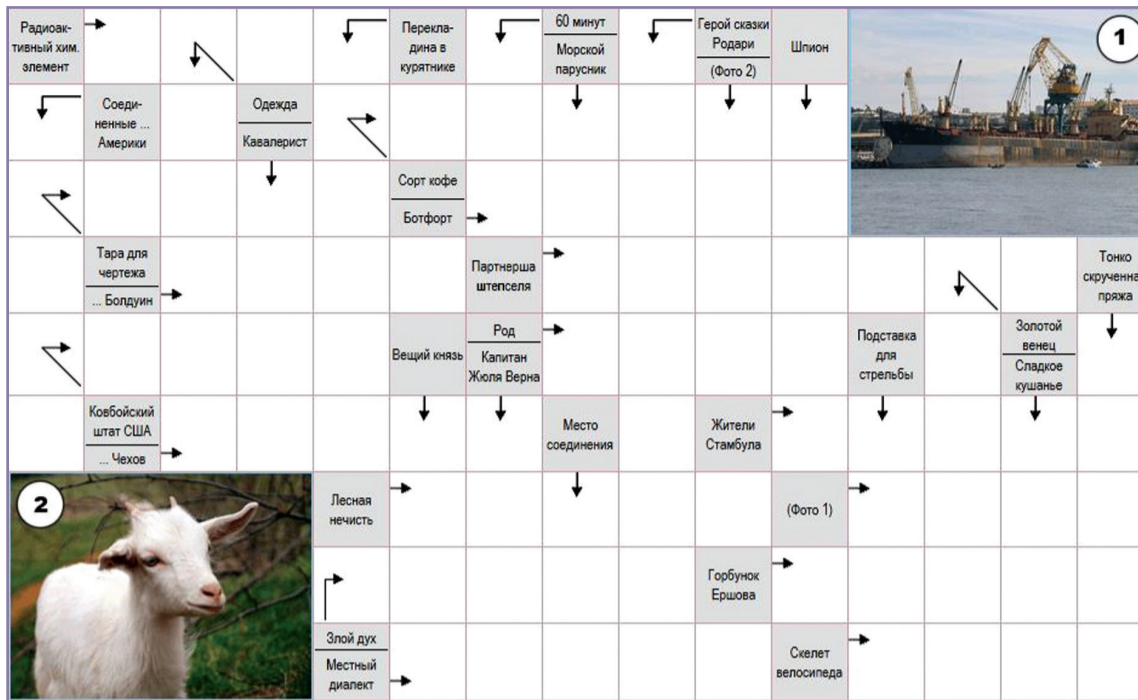 Радиоак-
тивный хим.
элемент
Перекла-
дина в
курятнике
60 минут
Морской
парусник
Герой сказки
Родари
(Фото 2)
Шпион
1
Соеди-
ненные ...
Америки
Одежда
Кавалерист
Сорт кофе
Ботфорт
Тара для
чертежа
... Болдуин
Партнерша
штепселя
Тонко
скрученная
пряжа
Вещий князь
Род
Капитан
Жюля Верна
Подставка
для
стрельбы
Золотой
венец
Сладкое
кушанье
Ковбойский
штат США
... Чехов
Место
соединения
Жители
Стамбула
2
Лесная
нечисть
(Фото 1)
Горбунок
Ершова
Злой дух
Местный
диалект
Скелет
велосипеда